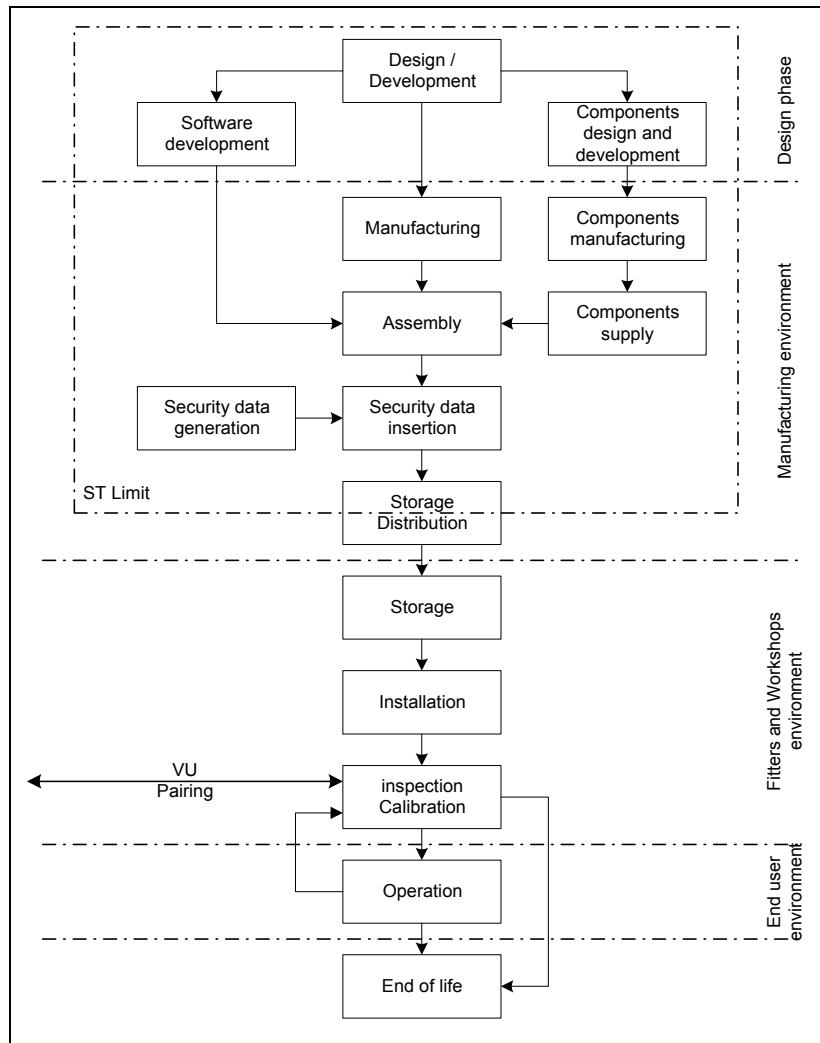 Design /
Development
Software
development
Components
design and
development
Design phase
Manufacturing
Components
manufacturing
Assembly
Components
supply
Security data
generation
Security data
insertion
Manufacturing environment
ST Limit
Storage
Distribution
Storage
Installation
Fitters and Workshops
environment
VU
Pairing
inspection
Calibration
Operation
End user
environment
End of life